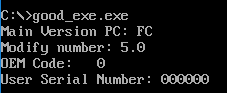 C:\>good_exe.exe
Main Version PC: FC
Modify number: 5.0
OEM Code:   0
User Serial Number: 000000